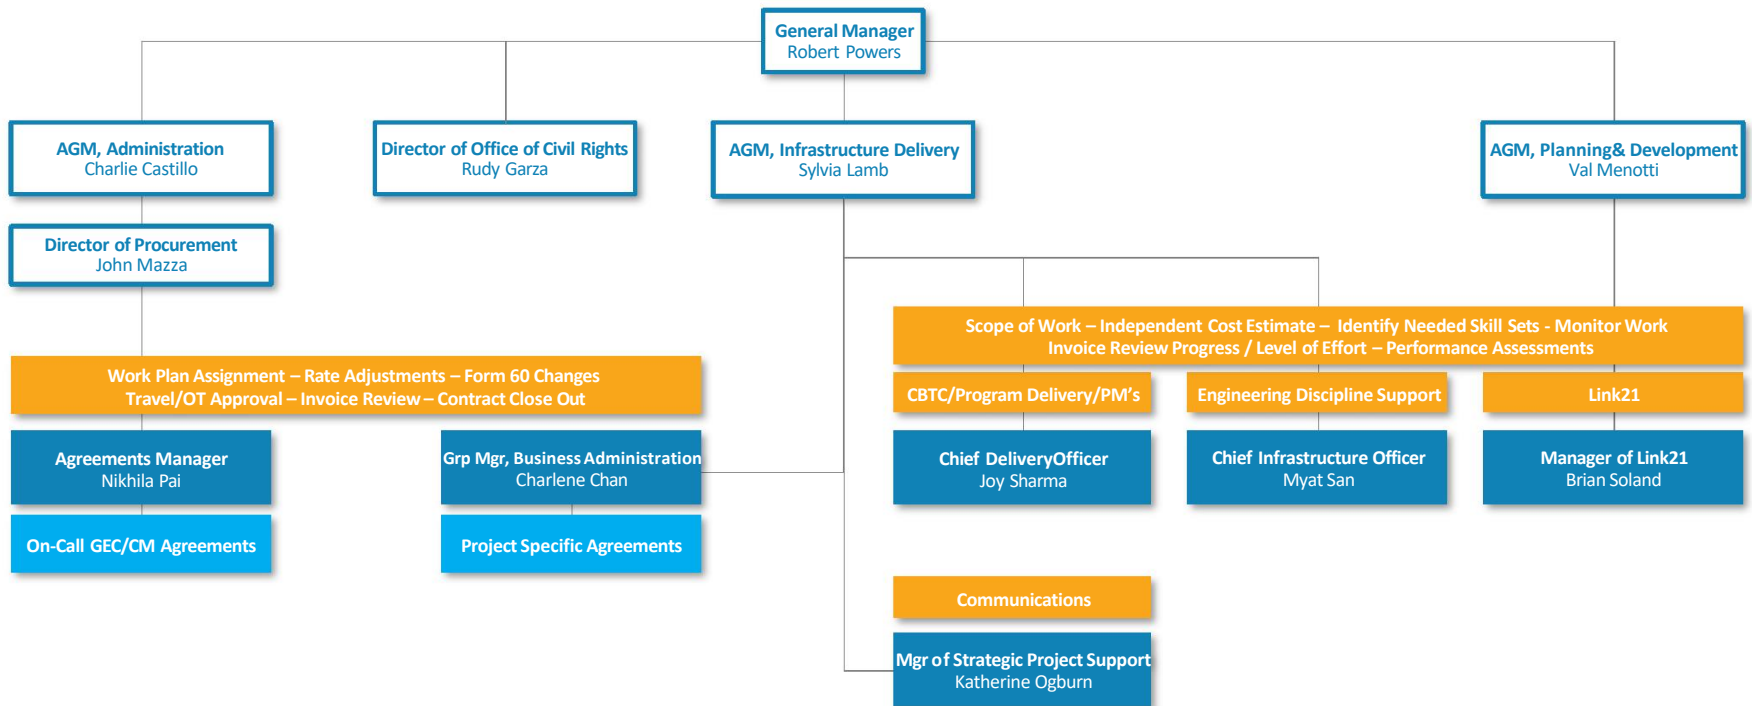 General Manager
Robert Powers
AGM, Administration
Charlie Castillo
Director of Office of Civil Rights
Rudy Garza
AGM, Infrastructure Delivery
Sylvia Lamb
AGM, Planning& Development
Val Menotti
Director of Procurement
John Mazza
Scope of Work – Independent Cost Estimate – Identify Needed Skill Sets - Monitor Work
Invoice Review Progress / Level of Effort – Performance Assessments
Work Plan Assignment – Rate Adjustments – Form 60 Changes
Travel/OT Approval – Invoice Review – Contract Close Out
CBTC/Program Delivery/PM's
Engineering Discipline Support
Link21
Agreements Manager
Nikhila Pai
Grp Mgr, Business Administration
Charlene Chan
Chief DeliveryOfficer
Joy Sharma
Chief Infrastructure Officer
Myat San
Manager of Link21
Brian Soland
On-Call GEC/CM Agreements
Project Specific Agreements
Communications
Mgr of Strategic Project Support
Katherine Ogburn